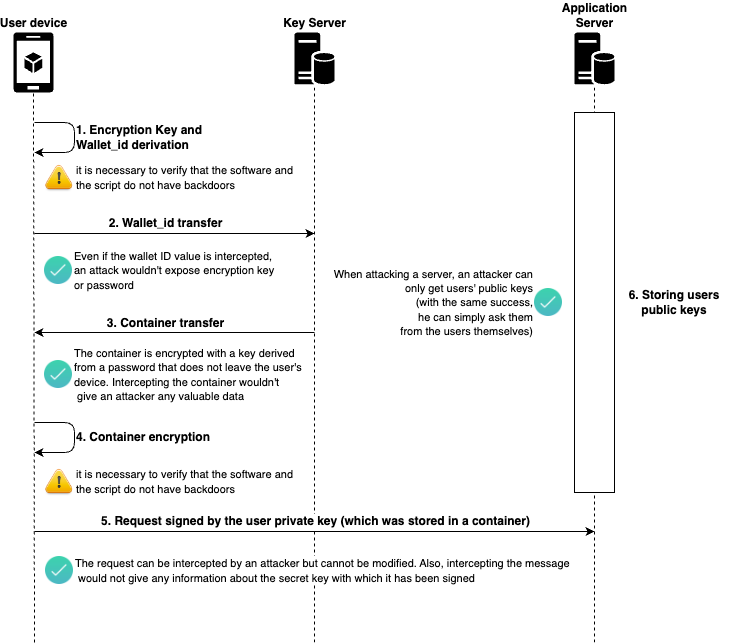 User device
Key Server
Application
Server
1. Encryption Key and
Wallet_id derivation
it is necessary to verify that the software and
the script do not have backdoors
2. Wallet_id transfer
Even if the wallet ID value is intercepted,
an attack wouldn't expose encryption key
or password
When attacking a server, an attacker can
only get users' public keys
(with the same success,
he can simply ask them
from the users themselves)
6. Storing users
public keys
3. Container transfer
The container is encrypted with a key derived
from a password that does not leave the user's
device. Intercepting the container wouldn't
give an attacker any valuable data
4. Container encryption
it is necessary to verify that the software and
the script do not have backdoors
5. Request signed by the user private key (which was stored in a container)
The request can be intercepted by an attacker but cannot be modified. Also, intercepting the message
would not give any information about the secret key with which it has been signed